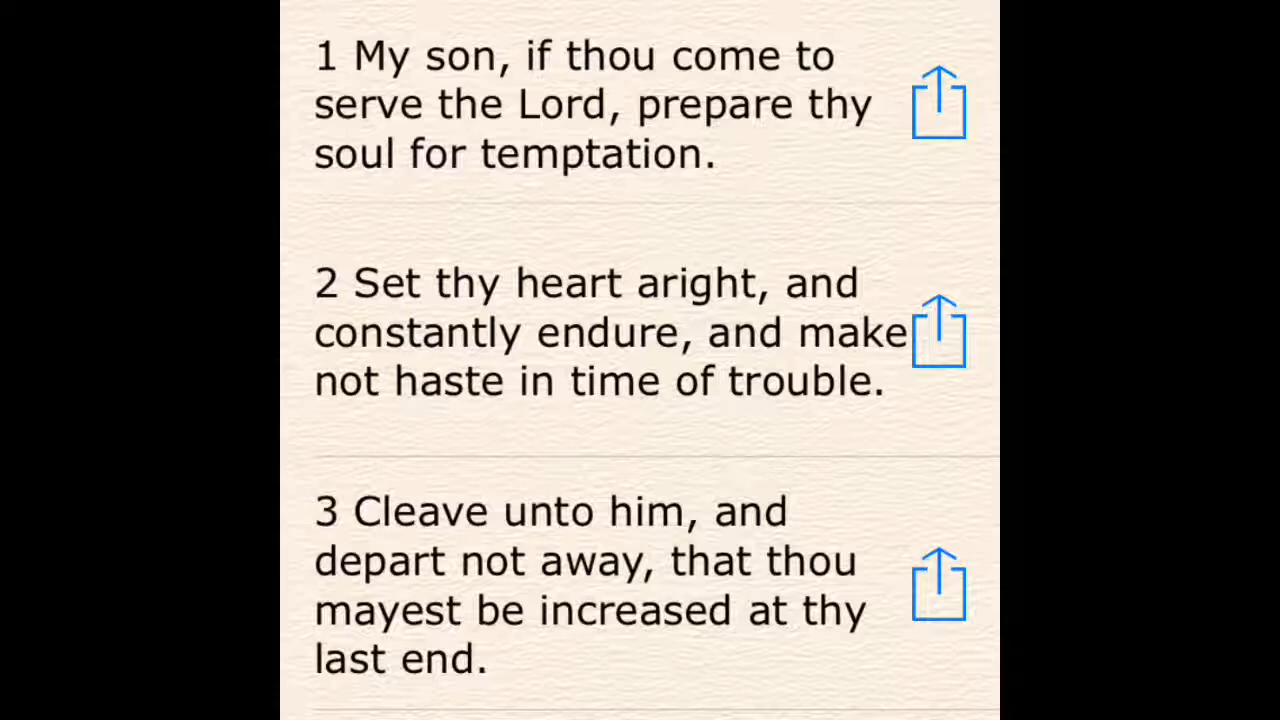 1 My son, if thou come to
serve the Lord, prepare thy
soul for temptation.
2 Set thy heart aright, and
constantly endure, and make
not haste in time of trouble.
3 Cleave unto him, and
depart not away, that thou
mayest be increased at thy
last end.